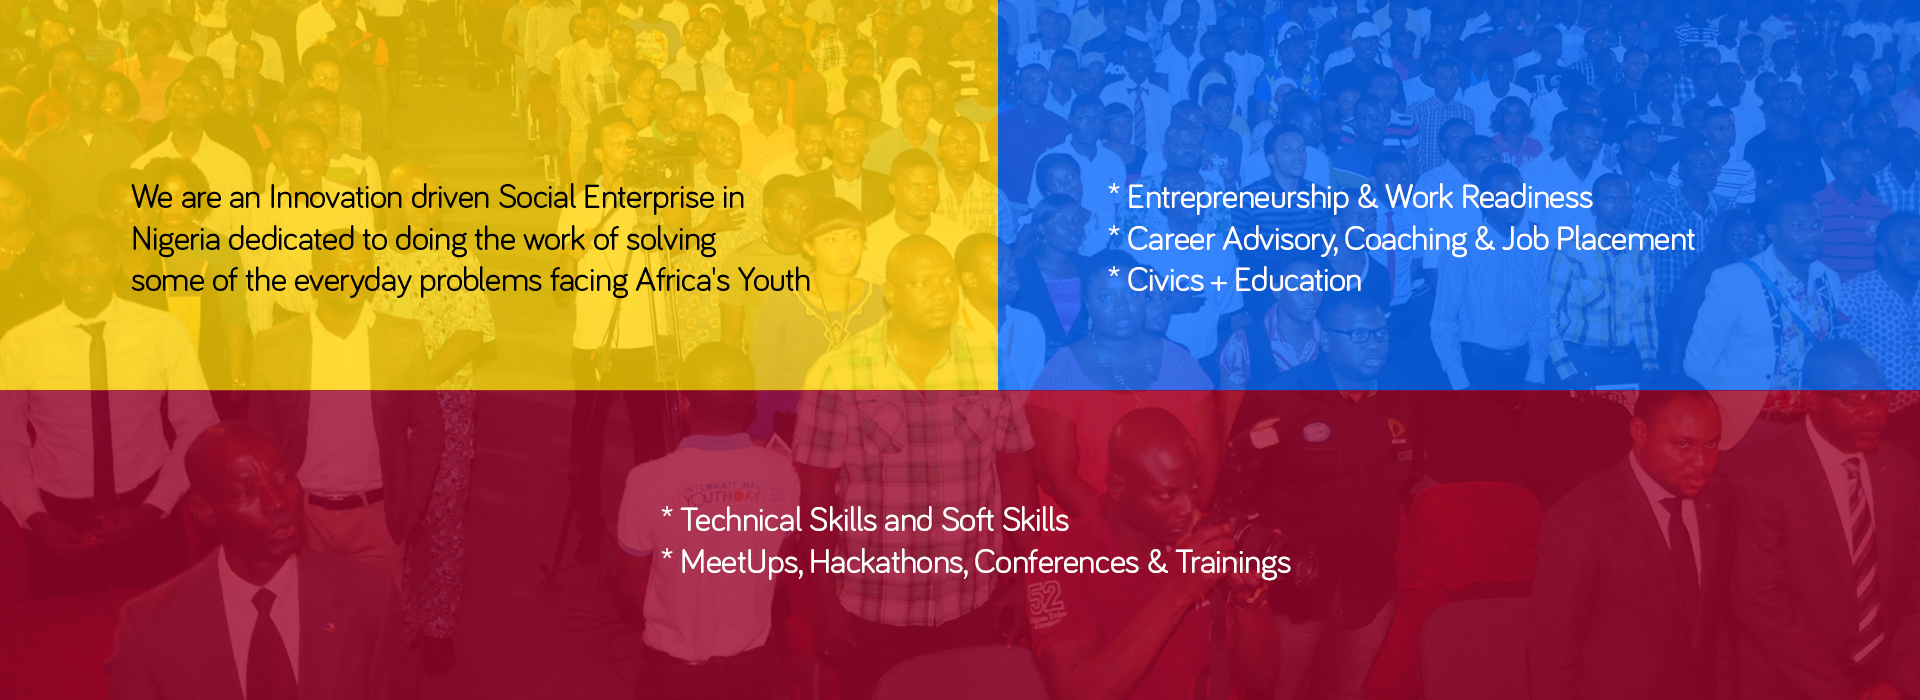 We are an Innovation driven Social Enterprise in
Nigeria dedicated to doing the work of solving
some of the everyday problems facing Africa's Youth
* Entrepreneurship & Work Readiness
* Career Advisory, Coaching & Job Placement
* Civics + Education
* Technical Skills and Soft Skills
* MeetUps, Hackathons, Conferences & Trainings
YOUTHDAY
52